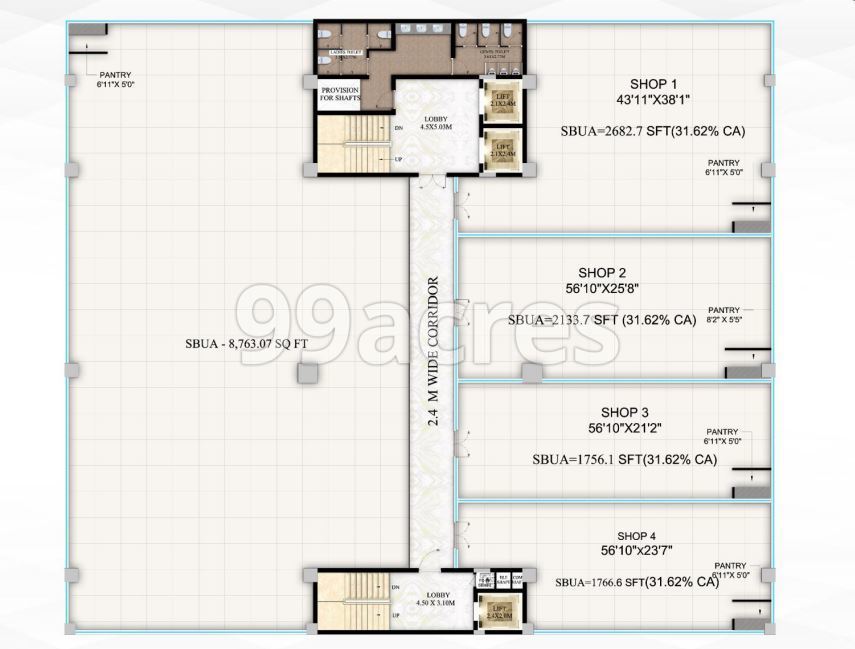 LADIES TOILET
GENTS TOILET
PANTRY
6'11"X 5'0"
PROVISION
FOR SHAFTS
LOBBY
4.5X5.03M
DN
UP
LIFT
2.1X2.4M
LIFT
2.1X2.4M
SHOP 1
43'11"X38'1"
SBUA=2682.7 SFT(31.62% CA)
PANTRY
6'11"X 5'0"
SHOP 2
56'10"X25'8"
SBUA=2133.7 SFT (31.62% CA)
PANTRY
8'2" X 5'5"
99acres
SBUA - 8,763.07 SQ FT
2.4 M WIDE CORRIDOR
SHOP 3
56'10"X21'2"
SBUA=1756.1 SFT(31.62% CA)
PANTRY
6'11"X 5'0"
SHOP 4
56'10"x23'7"
SBUA=1766.6 SFT(31.62% CA)
PANTRY
6'11"X 5'0"
DN
UP
LOBBY
4.50 X 3.10M
LIFT
2.4X2.0M